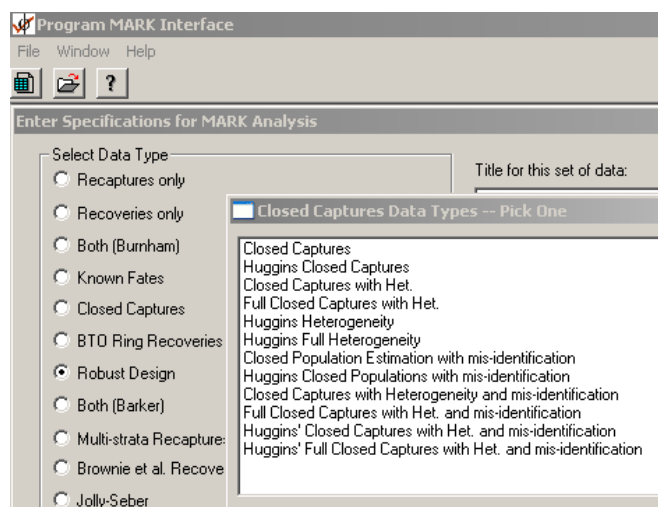 Program MARK Interface
File Window Help
?
Enter Specifications for MARK Analysis
Select Data Type
Title for this set of data:
Recaptures only
Recoveries only
Both (Burnham)
Known Fates
Closed Captures
BTO Ring Recoveries
Robust Design
Both (Barker)
Multi-strata Recapture
Brownie et al. Recove
Jolly-Seber
Closed Captures Data Types -- Pick One
Closed Captures
Huggins Closed Captures
Closed Captures with Het.
Full Closed Captures with Het.
Huggins Heterogeneity
Huggins Full Heterogeneity
Closed Population Estimation with mis-identification
Huggins Closed Populations with mis-identification
Closed Captures with Heterogeneity and mis-identification
Full Closed Captures with Het. and mis-identification
Huggins' Closed Captures with Het. and mis-identification
Huggins' Full Closed Captures with Het. and mis-identification